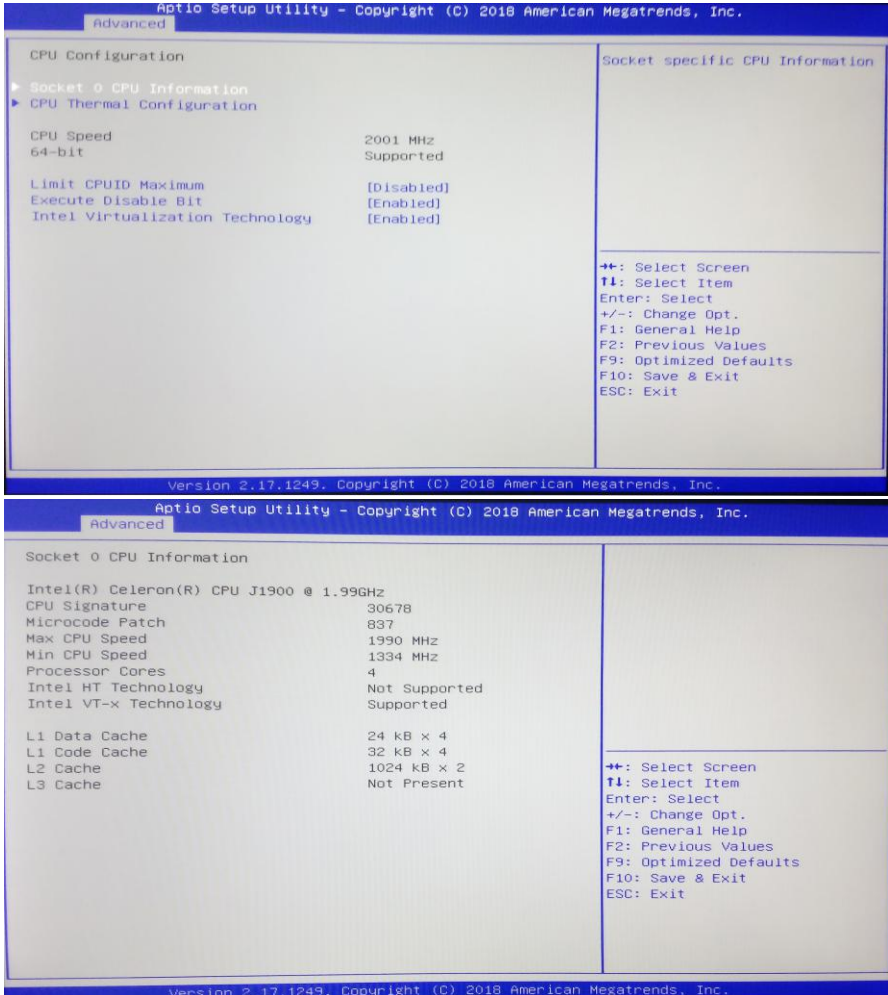 Aptio Setup Utility – Copyright (C) 2018 American Megatrends, Inc.
Advanced
CPU Configuration
Socket 0 CPU Information
CPU Thermal Configuration
CPU Speed 2001 MHz
64-bit Supported
Limit CPUID Maximum [Disabled]
Execute Disable Bit [Enabled]
Intel Virtualization Technology [Enabled]
Socket specific CPU Information
→←: Select Screen
↑↓: Select Item
Enter: Select
+/-: Change Opt.
F1: General Help
F2: Previous Values
F9: Optimized Defaults
F10: Save & Exit
ESC: Exit
Version 2.17.1249. Copyright (C) 2018 American Megatrends, Inc.
Aptio Setup Utility – Copyright (C) 2018 American Megatrends, Inc.
Advanced
Socket 0 CPU Information
Intel(R) Celeron(R) CPU J1900 @ 1.99GHz
CPU Signature 30678
Microcode Patch 837
Max CPU Speed 1990 MHz
Min CPU Speed 1334 MHz
Processor Cores 4
Intel HT Technology Not Supported
Intel VT-x Technology Supported
L1 Data Cache 24 kB x 4
L1 Code Cache 32 kB x 4
L2 Cache 1024 kB x 2
L3 Cache Not Present
→←: Select Screen
↑↓: Select Item
Enter: Select
+/-: Change Opt.
F1: General Help
F2: Previous Values
F9: Optimized Defaults
F10: Save & Exit
ESC: Exit
Version 2.17.1249. Copyright (C) 2018 American Megatrends, Inc.